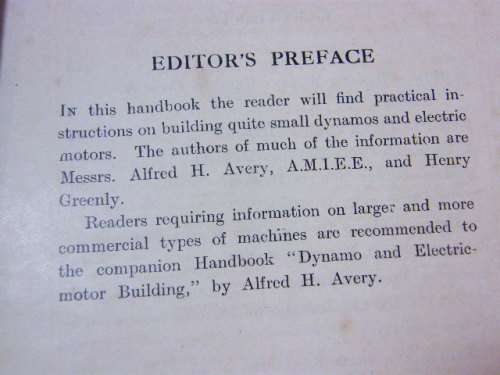 EDITOR'S PREFACE
IN this handbook the reader will find practical in-
structions on building quite small dynamos and electric
motors. The authors of much of the information are
Messrs. Alfred H. Avery, A.M.I.E.E., and Henry
Greenly.
Readers requiring information on larger and more
commercial types of machines are recommended to
the companion Handbook "Dynamo and Electric-
motor Building," by Alfred H. Avery.